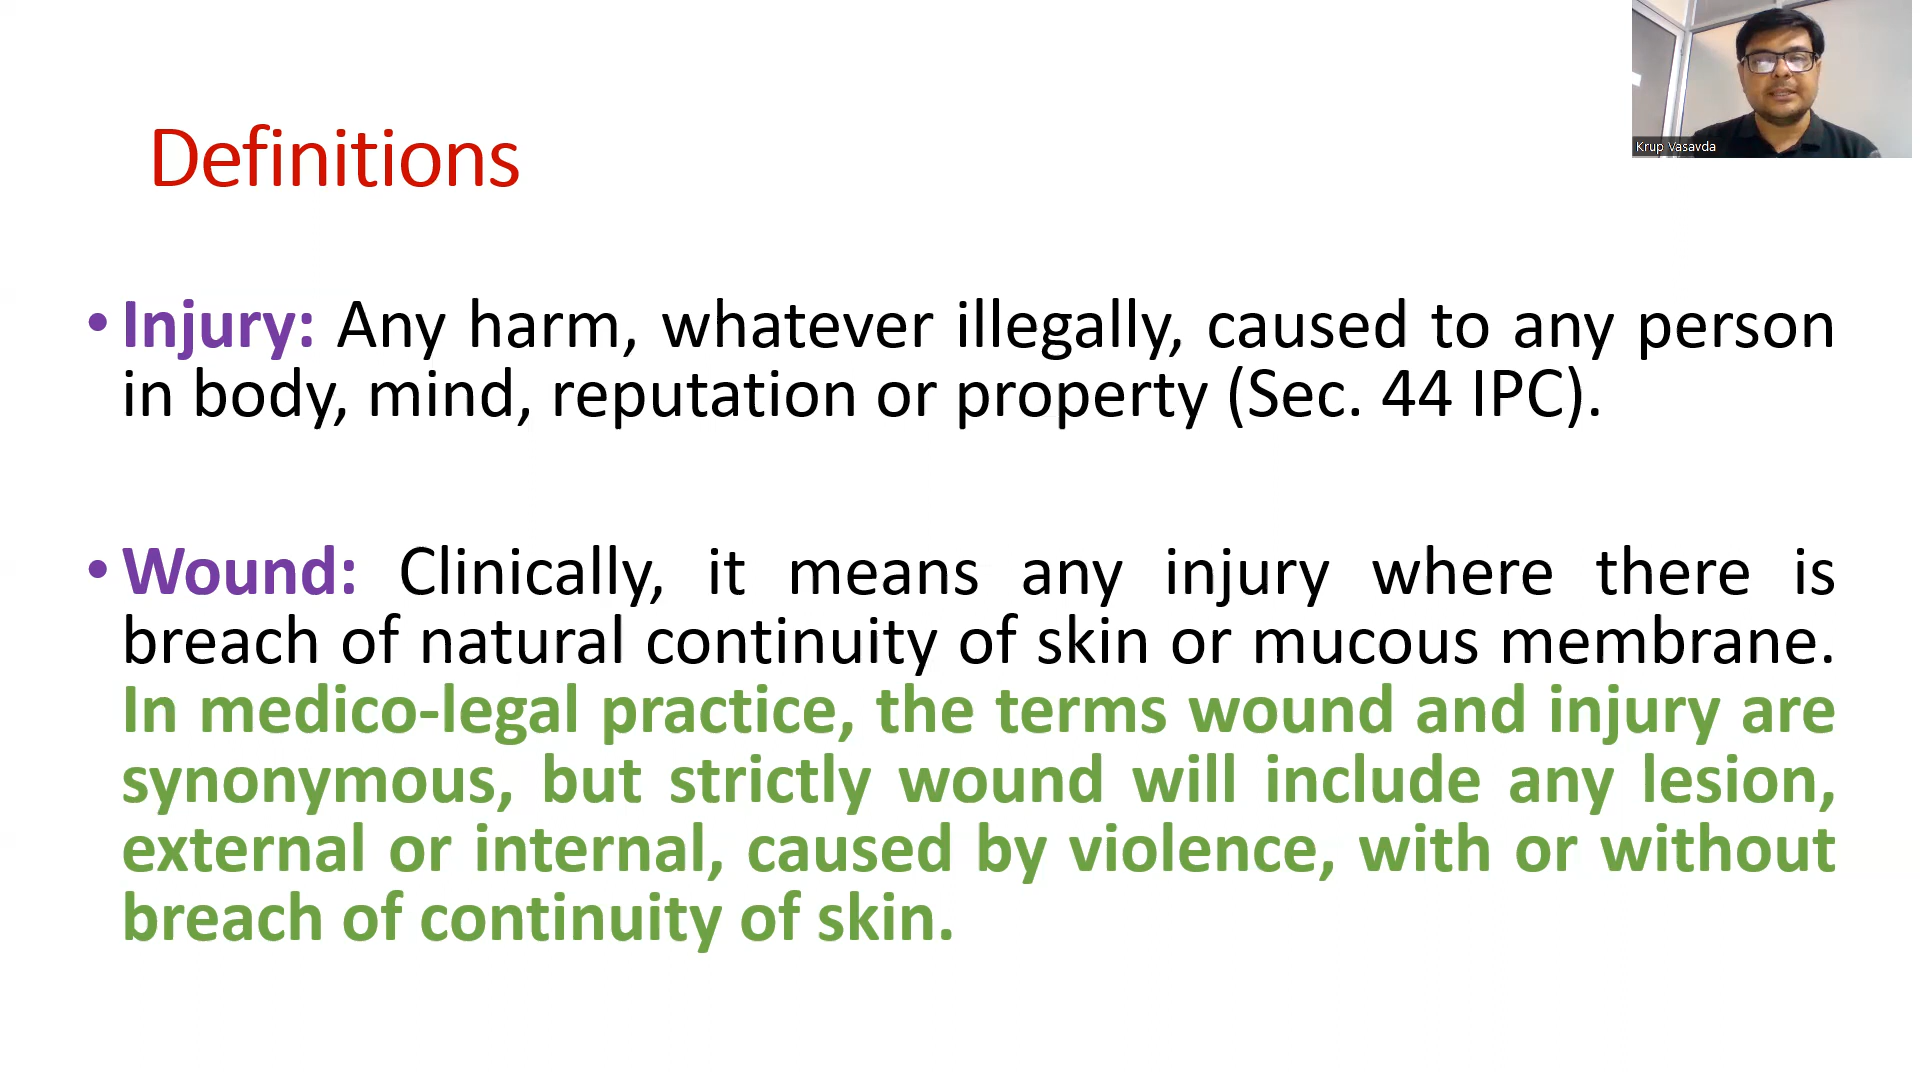 Krup Vasavda
Definitions
• Injury: Any harm, whatever illegally, caused to any person
in body, mind, reputation or property (Sec. 44 IPC).
• Wound: Clinically, it means any injury where there is
breach of natural continuity of skin or mucous membrane.
In medico-legal practice, the terms wound and injury are
synonymous, but strictly wound will include any lesion,
external or internal, caused by violence, with or without
breach of continuity of skin.